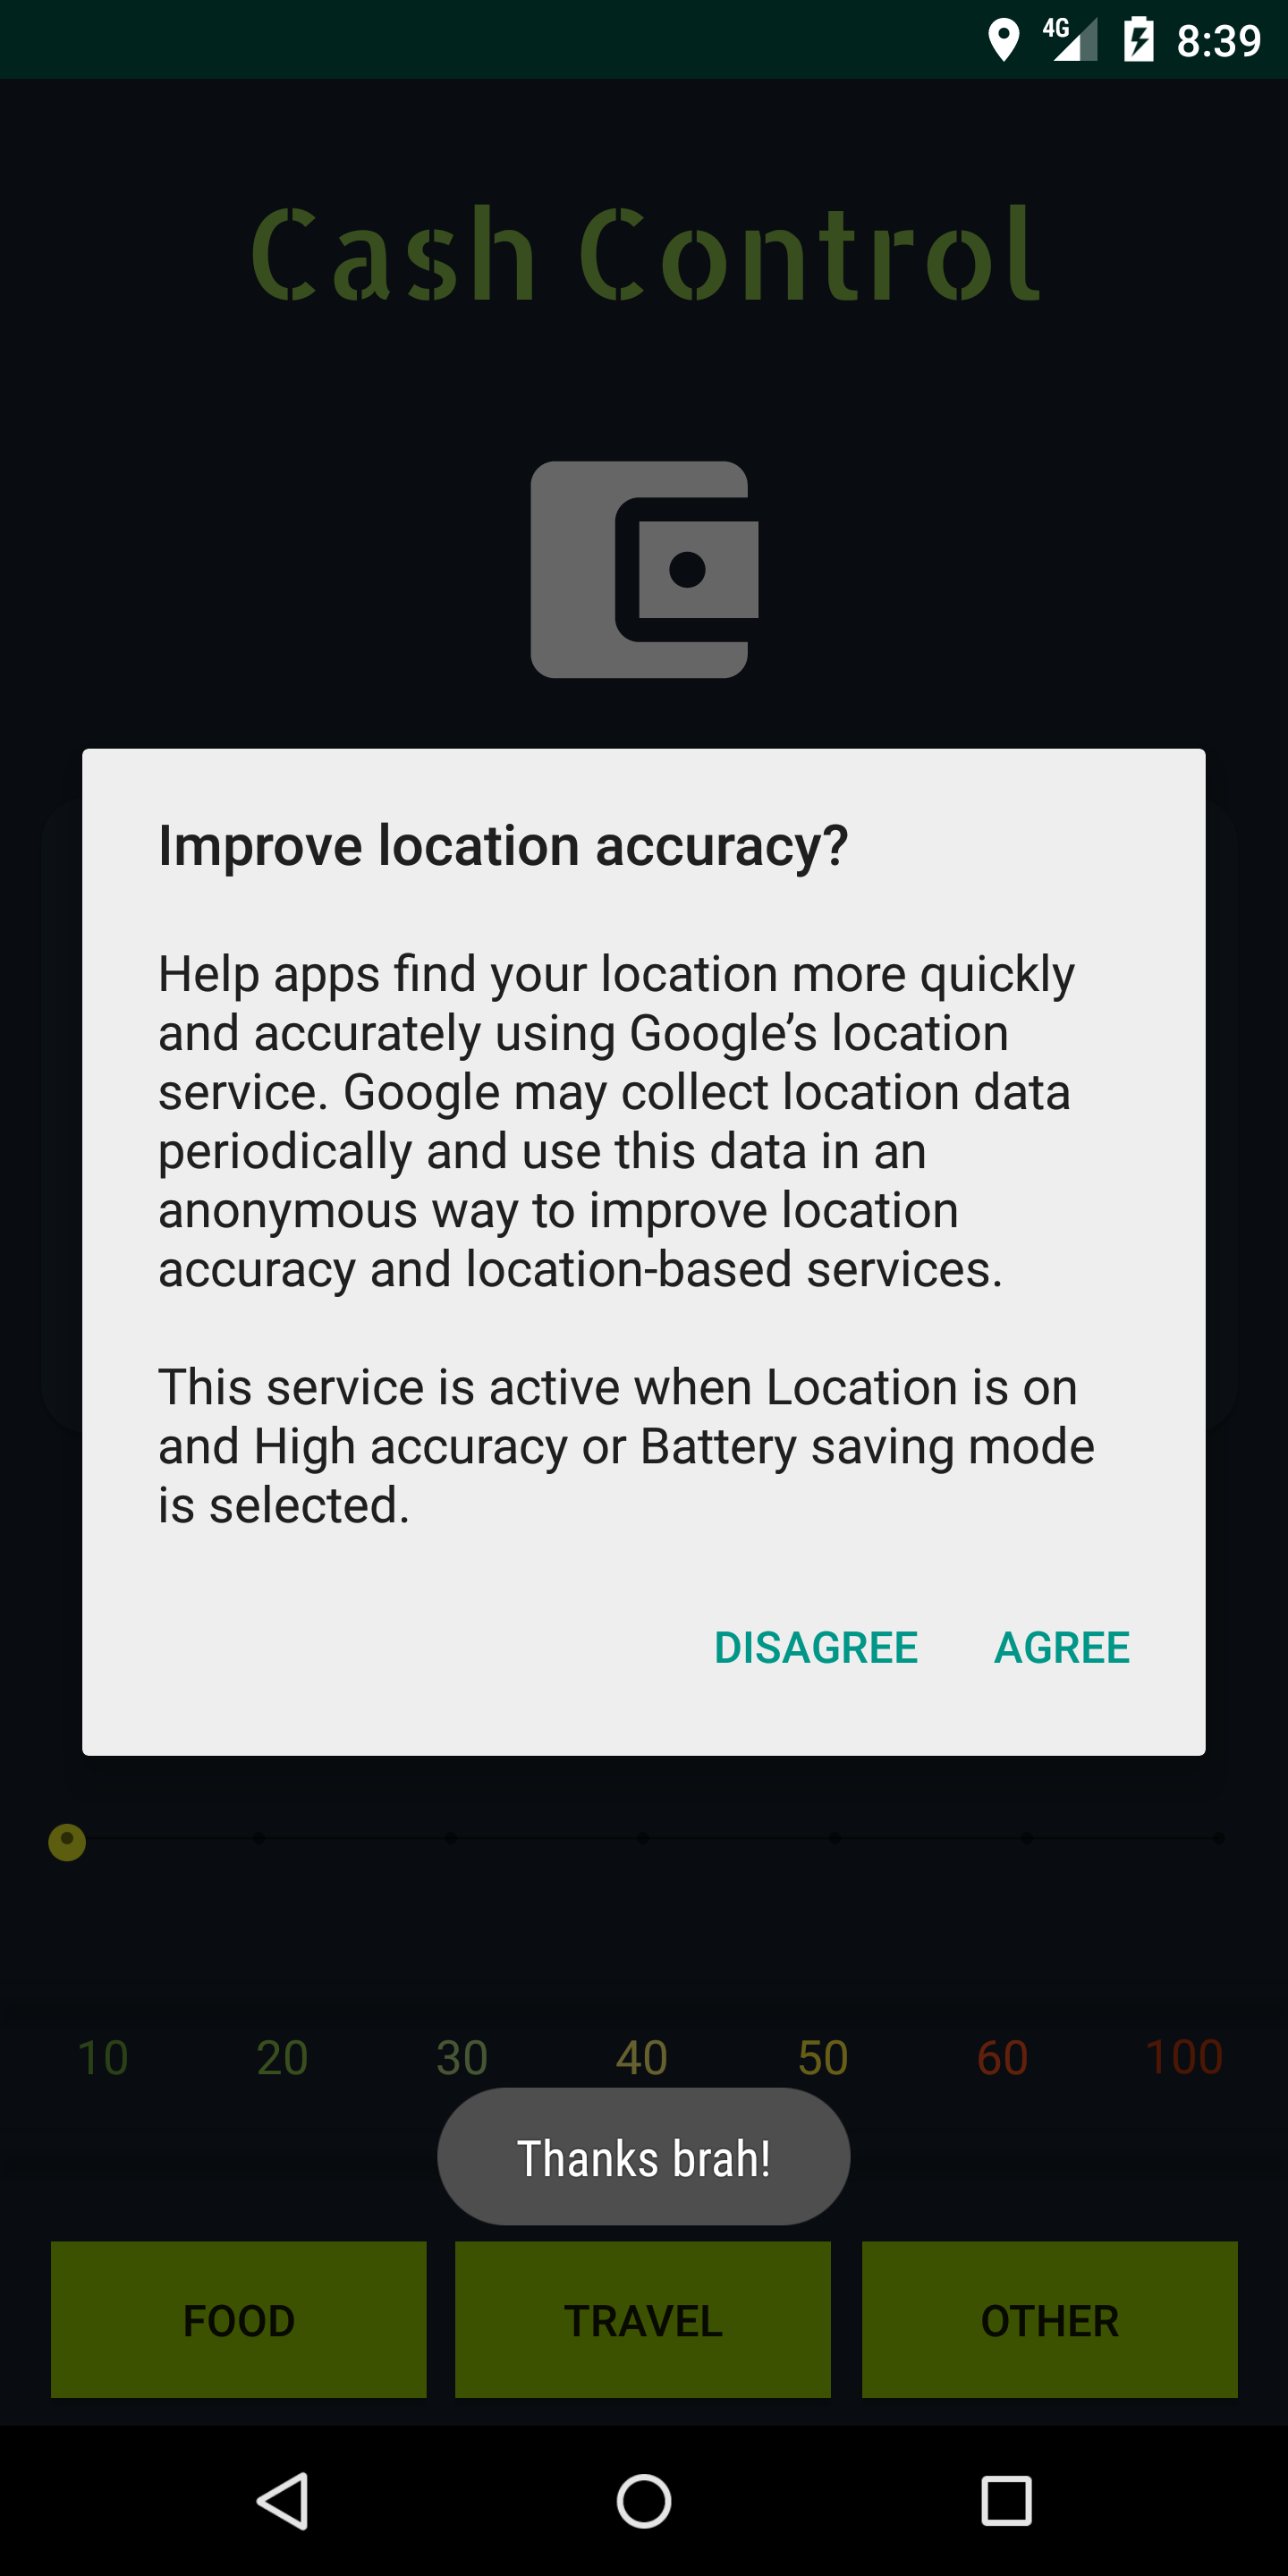 4G 8:39
Cash Control
Improve location accuracy?
Help apps find your location more quickly
and accurately using Google’s location
service. Google may collect location data
periodically and use this data in an
anonymous way to improve location
accuracy and location-based services.
This service is active when Location is on
and High accuracy or Battery saving mode
is selected.
DISAGREE AGREE
10 20 30 40 50 60 100
Thanks brah!
FOOD TRAVEL OTHER